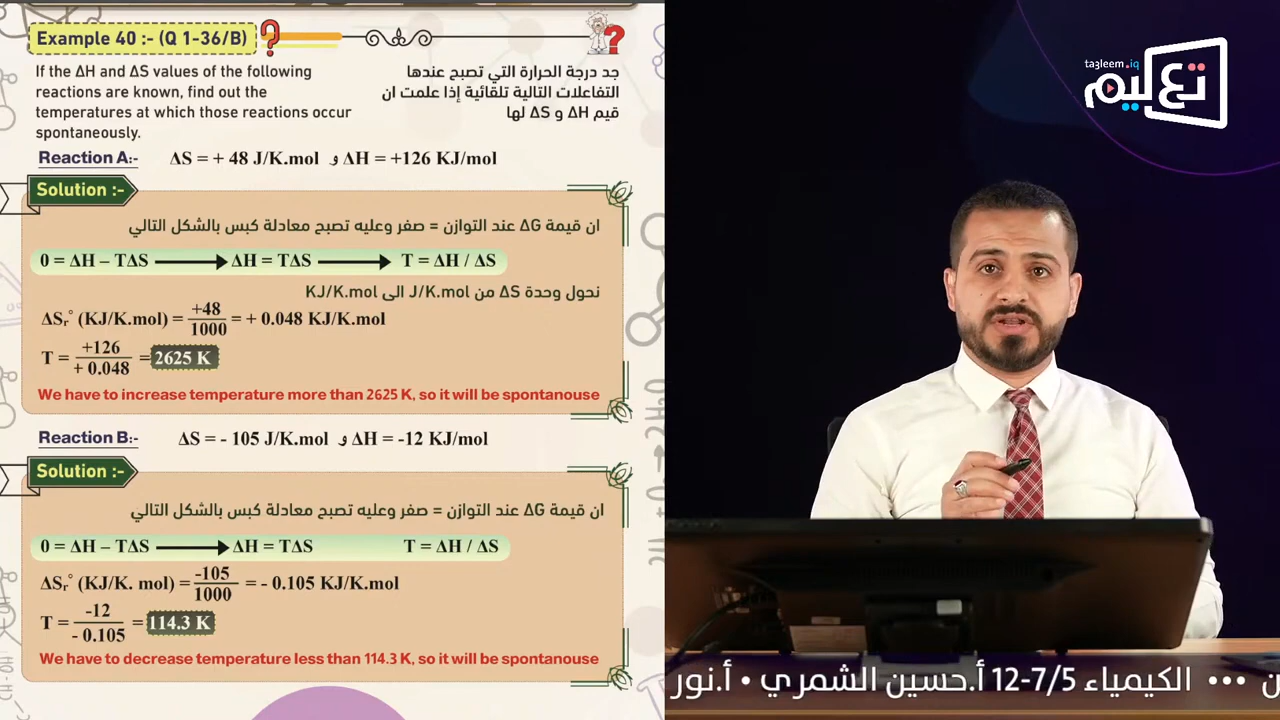 Example 40 :- (Q 1-36/B)
If the ΔH and ΔS values of the following
reactions are known, find out the
temperatures at which those reactions occur
spontaneously.
جد درجة الحرارة التي تصبح عندها
التفاعلات التالية تلقائية إذا علمت ان
قيم ΔH و ΔS لها
Reaction A:- ΔS = + 48 J/K.mol و ΔH = +126 KJ/mol
Solution :-
ان قيمة ΔG عند التوازن = صفر وعليه تصبح معادلة كبس بالشكل التالي
0 = ΔH – TΔS ⟶ ΔH = TΔS ⟶ T = ΔH / ΔS
نحول وحدة ΔS من J/K.mol الى KJ/K.mol
ΔSr° (KJ/K.mol) = +48/1000 = + 0.048 KJ/K.mol
T = +126/+ 0.048 = 2625 K
We have to increase temperature more than 2625 K, so it will be spontanouse
Reaction B:- ΔS = - 105 J/K.mol و ΔH = -12 KJ/mol
Solution :-
ان قيمة ΔG عند التوازن = صفر وعليه تصبح معادلة كبس بالشكل التالي
0 = ΔH – TΔS ⟶ ΔH = TΔS T = ΔH / ΔS
ΔSr° (KJ/K. mol) = -105/1000 = - 0.105 KJ/K.mol
T = -12/- 0.105 = 114.3 K
We have to decrease temperature less than 114.3 K, so it will be spontanouse
ta3leem.iq
تعليم
ن ••• الكيمياء 7/5-12 أ.حسين الشمري • أ.نور